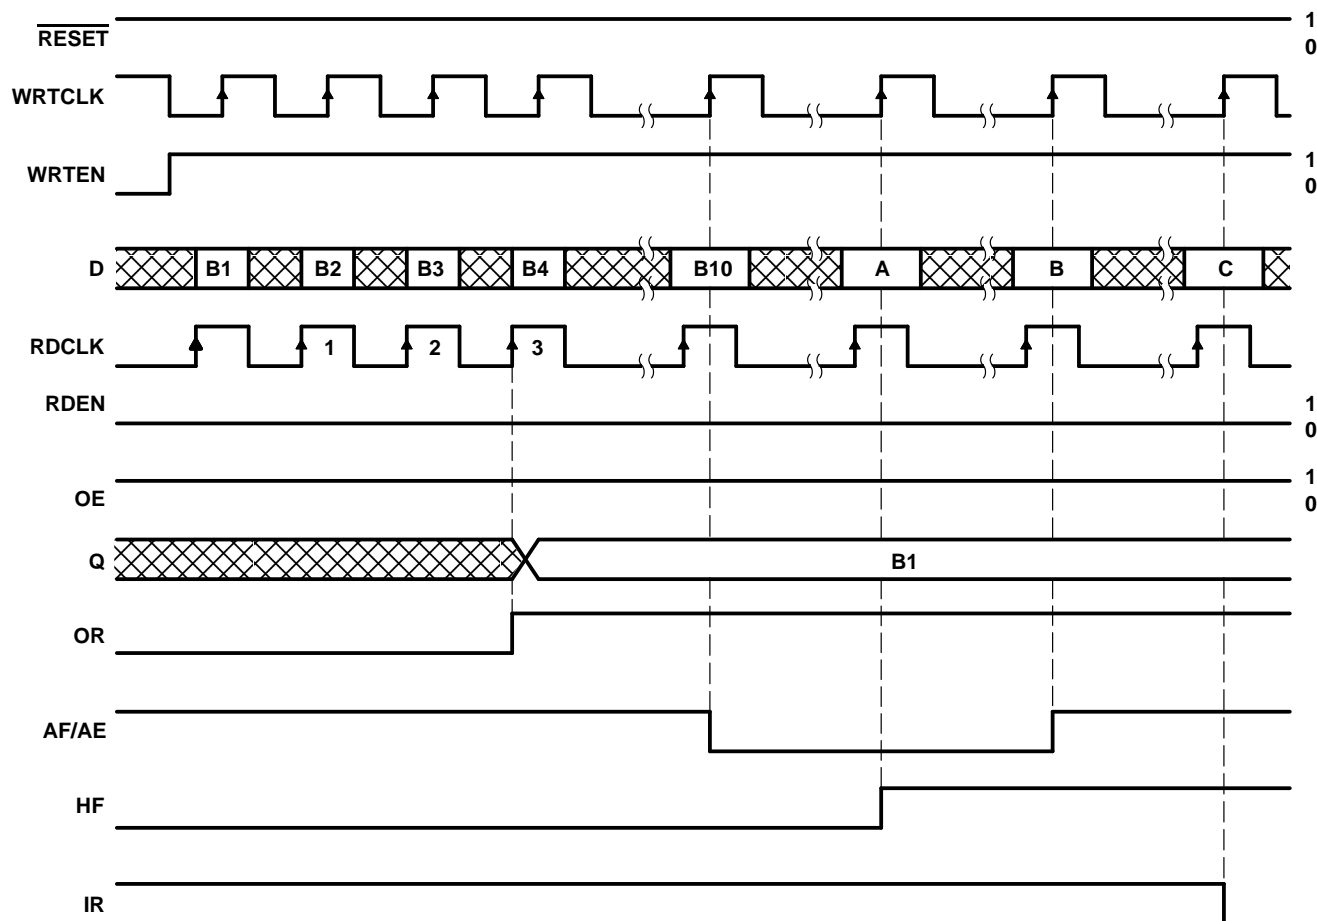 RESET 1
0
WRTCLK
WRTEN 1
0
D B1 B2 B3 B4 B10 A B C
RDCLK 1 2 3
RDEN 1
0
OE 1
0
Q B1
OR
AF/AE
HF
IR